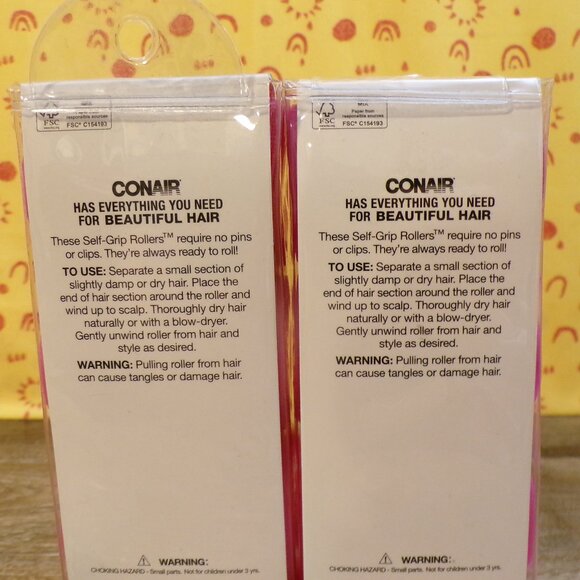 MIX
Paper from
responsible sources
FSC
FSC® C154193
CONAIR
HAS EVERYTHING YOU NEED
FOR BEAUTIFUL HAIR
These Self-Grip Rollers™ require no pins
or clips. They're always ready to roll!
TO USE: Separate a small section of
slightly damp or dry hair. Place the
end of hair section around the roller and
wind up to scalp. Thoroughly dry hair
naturally or with a blow-dryer.
Gently unwind roller from hair and
style as desired.
WARNING: Pulling roller from hair
can cause tangles or damage hair.
WARNING:
CHOKING HAZARD - Small parts. Not for children under 3 yrs.
MIX
Paper from
responsible sources
FSC
FSC® C154193
CONAIR
HAS EVERYTHING YOU NEED
FOR BEAUTIFUL HAIR
These Self-Grip Rollers™ require no pins
or clips. They're always ready to roll!
TO USE: Separate a small section of
slightly damp or dry hair. Place the
end of hair section around the roller and
wind up to scalp. Thoroughly dry hair
naturally or with a blow-dryer.
Gently unwind roller from hair and
style as desired.
WARNING: Pulling roller from hair
can cause tangles or damage hair.
WARNING:
CHOKING HAZARD - Small parts. Not for children under 3 yrs.